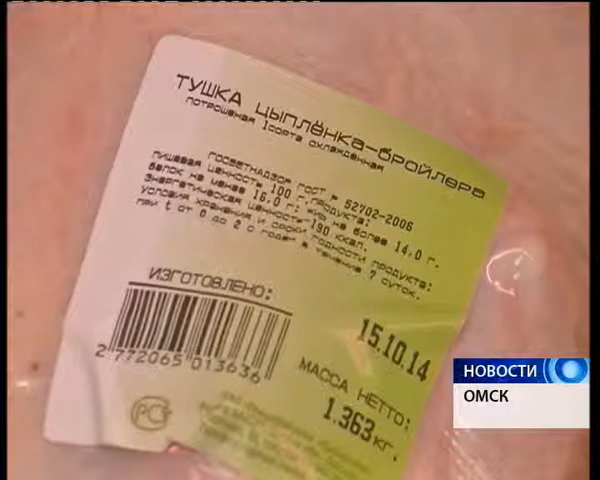 ТУШКА ЦЫПЛЁНКА-БРОЙЛЕРА
ПОТРОШЕНАЯ 1СОРТА ОХЛАЖДЁННАЯ
ГОСВЕТНАДЗОР ГОСТ Р 52702-2006
ПИЩЕВАЯ ЦЕННОСТЬ 100 Г.ПРОДУКТА:
БЕЛОК НЕ МЕНЕЕ 16.0 Г; ЖИР НЕ БОЛЕЕ 14.0 Г.
ЭНЕРГЕТИЧЕСКАЯ ЦЕННОСТЬ-190 ККАЛ.
УСЛОВИЯ ХРАНЕНИЯ И СРОКИ ГОДНОСТИ ПРОДУКТА:
ПРИ t ОТ 0 ДО 2 С В ТЕЧЕНИЕ 7 СУТОК.
ИЗГОТОВЛЕНО:
15.10.14
2 772065 013636
МАССА НЕТТО:
1.363 КГ.
РСТ
НОВОСТИ
ОМСК